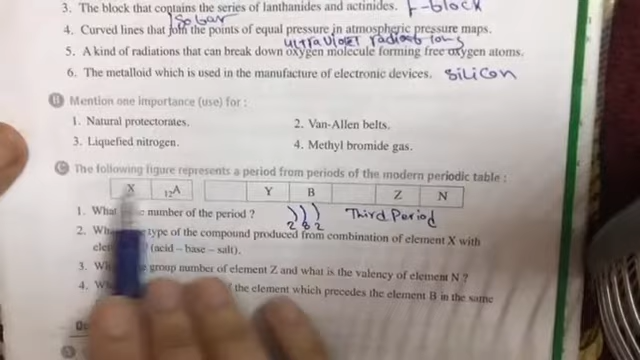 3. The block that contains the series of lanthanides and actinides. F-block
Isobar
4. Curved lines that join the points of equal pressure in atmospheric pressure maps.
ultraviolet radiations
5. A kind of radiations that can break down oxygen molecule forming free oxygen atoms.
6. The metalloid which is used in the manufacture of electronic devices. Silicon
B Mention one importance (use) for :
1. Natural protectorates. 2. Van-Allen belts.
3. Liquefied nitrogen. 4. Methyl bromide gas.
C The following figure represents a period from periods of the modern periodic table :
X 12A Y B Z N
1. What number of the period ? 2 8 2 Third Period
2. type of the compound produced from combination of element X with
(acid – base – salt).
3. group number of element Z and what is the valency of element N ?
4. the element which precedes the element B in the same